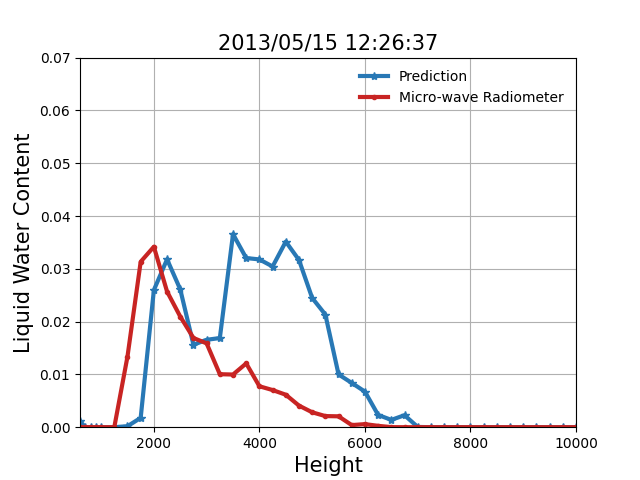 2013/05/15 12:26:37
0.07
0.06
0.05
0.04
0.03
0.02
0.01
0.00
Liquid Water Content
Prediction
Micro-wave Radiometer
2000 4000 6000 8000 10000
Height